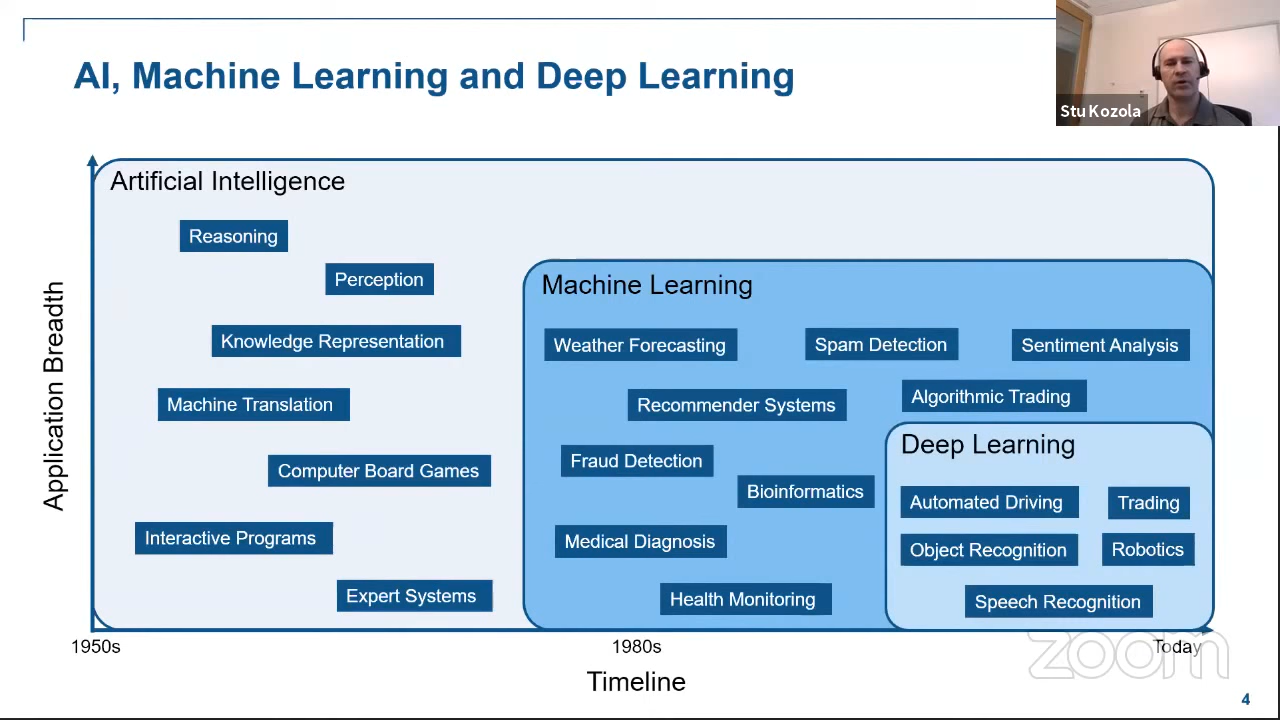 AI, Machine Learning and Deep Learning
Stu Kozola
Application Breadth
Artificial Intelligence
Reasoning
Perception
Knowledge Representation
Machine Translation
Computer Board Games
Interactive Programs
Expert Systems
Machine Learning
Weather Forecasting
Spam Detection
Sentiment Analysis
Recommender Systems
Algorithmic Trading
Fraud Detection
Bioinformatics
Medical Diagnosis
Health Monitoring
Deep Learning
Automated Driving
Trading
Object Recognition
Robotics
Speech Recognition
1950s
1980s
Today
Timeline
zoom
4